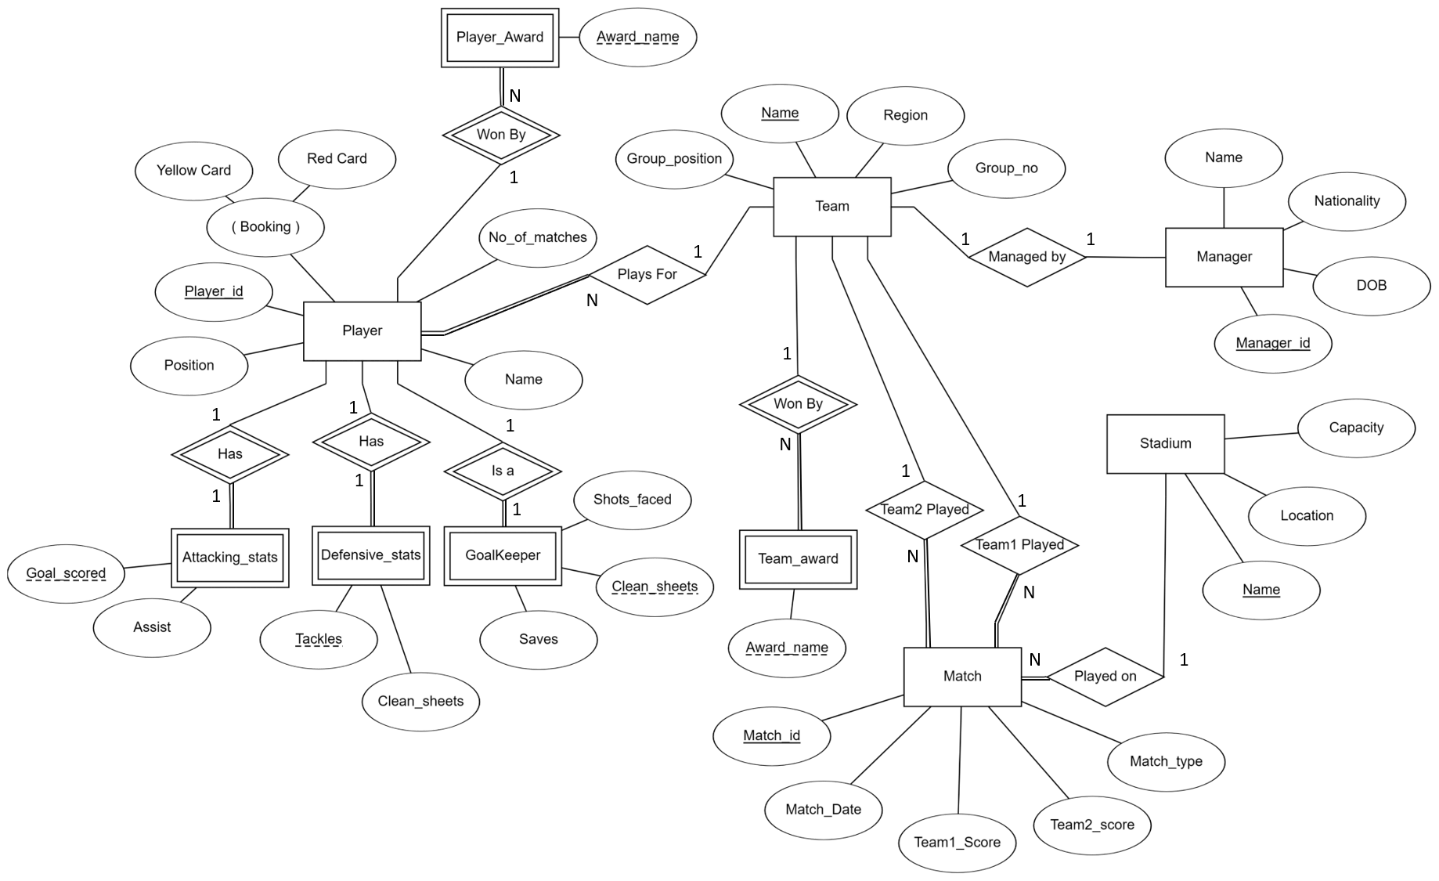 Player_Award
Award_name
N
Won By
1
Yellow Card
Red Card
( Booking )
No_of_matches
Player_id
Player
Position
Name
Plays For
N
1
Group_position
Name
Region
Group_no
Team
1
Managed by
1
Manager
Name
Nationality
DOB
Manager_id
1
Has
1
1
Has
1
1
Is a
1
Attacking_stats
Defensive_stats
GoalKeeper
Goal_scored
Assist
Tackles
Clean_sheets
Shots_faced
Clean_sheets
Saves
1
Won By
N
Team_award
Award_name
1
Team2 Played
N
1
Team1 Played
N
Stadium
Capacity
Location
Name
Match
N
Played on
1
Match_id
Match_Date
Team1_Score
Team2_score
Match_type